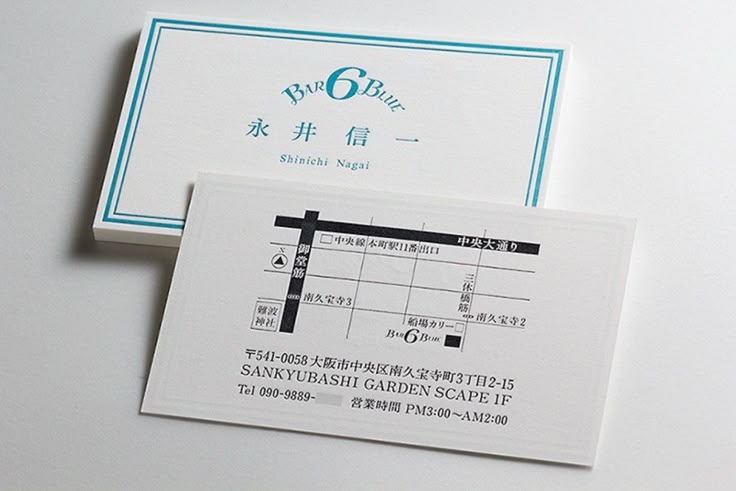 BAR 6 BLUE
永井 信一
Shinichi Nagai
中央大通り
中央線 本町駅11番出口
御堂筋
N
三休橋筋
南久宝寺3
南久宝寺2
難波神社
船場カリー
BAR 6 BLUE
〒541-0058 大阪市中央区南久宝寺町3丁目2-15
SANKYUBASHI GARDEN SCAPE 1F
Tel 090-9889- 営業時間 PM3:00〜AM2:00